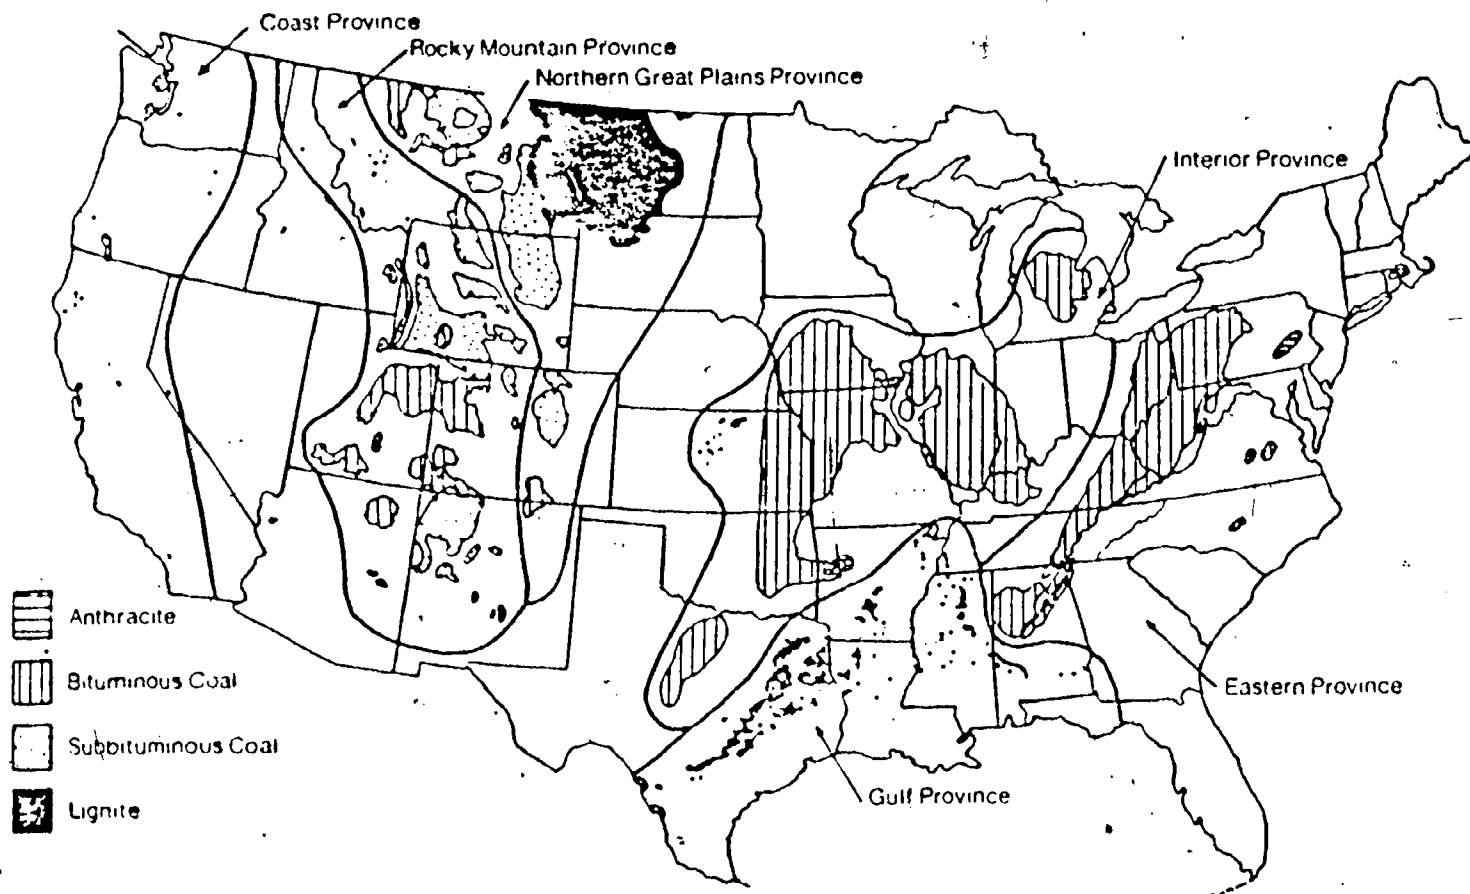 Coast Province
Rocky Mountain Province
Northern Great Plains Province
Interior Province
Anthracite
Bituminous Coal
Subbituminous Coal
Lignite
Eastern Province
Gulf Province